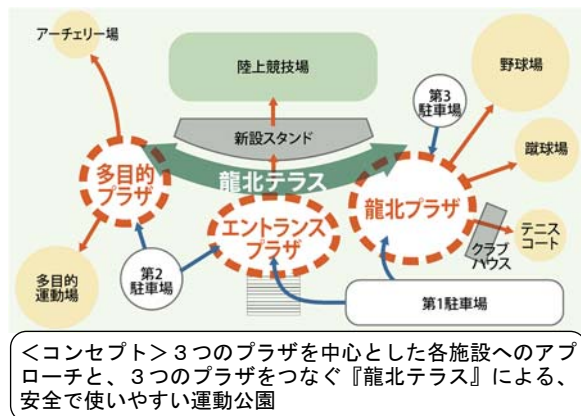 アーチェリー場
陸上競技場
野球場
第3
駐車場
新設スタンド
蹴球場
多目的
プラザ
龍北テラス
龍北プラザ
エントランス
プラザ
テニス
コート
クラブ
ハウス
第2
駐車場
多目的
運動場
第1駐車場
<コンセプト>3つのプラザを中心とした各施設へのアプ
ローチと、3つのプラザをつなぐ『龍北テラス』による、
安全で使いやすい運動公園